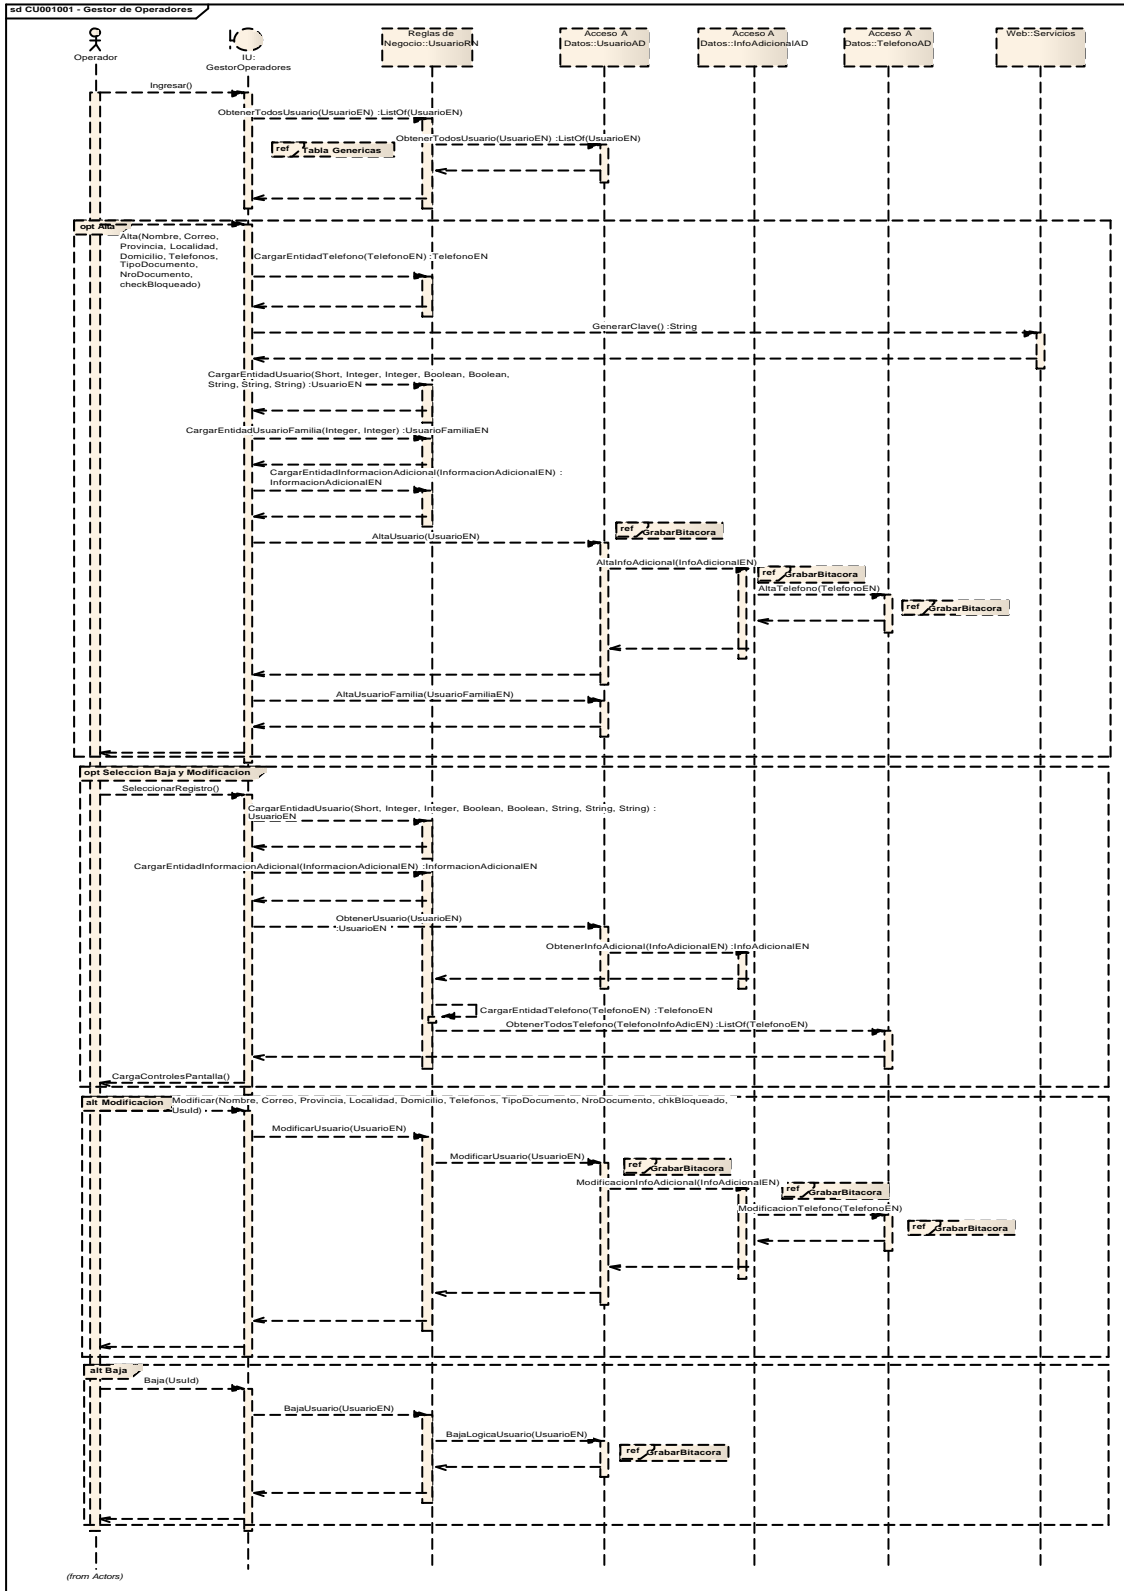 sd CU001001 - Gestor de Operadores
Operador
IU:
GestorOperadores
Reglas de
Negocio::UsuarioRN
Acceso A
Datos::UsuarioAD
Acceso A
Datos::InfoAdicionalAD
Acceso A
Datos::TelefonoAD
Web::Servicios
Ingresar()
ObtenerTodosUsuario(UsuarioEN) :ListOf(UsuarioEN)
ObtenerTodosUsuario(UsuarioEN) :ListOf(UsuarioEN)
ref
Tabla Genericas
opt Alta
Alta(Nombre, Correo,
Provincia, Localidad,
Domicilio, Telefonos,
TipoDocumento,
NroDocumento,
checkBloqueado)
CargarEntidadTelefono(TelefonoEN) :TelefonoEN
GenerarClave() :String
CargarEntidadUsuario(Short, Integer, Integer, Boolean, Boolean,
String, String, String) :UsuarioEN
CargarEntidadUsuarioFamilia(Integer, Integer) :UsuarioFamiliaEN
CargarEntidadInformacionAdicional(InformacionAdicionalEN) :
InformacionAdicionalEN
AltaUsuario(UsuarioEN)
ref
GrabarBitacora
AltaInfoAdicional(InfoAdicionalEN)
ref
GrabarBitacora
AltaTelefono(TelefonoEN)
ref
GrabarBitacora
AltaUsuarioFamilia(UsuarioFamiliaEN)
opt Seleccion Baja y Modificacion
SeleccionarRegistro()
CargarEntidadUsuario(Short, Integer, Integer, Boolean, Boolean, String, String, String) :
UsuarioEN
CargarEntidadInformacionAdicional(InformacionAdicionalEN) :InformacionAdicionalEN
ObtenerUsuario(UsuarioEN)
:UsuarioEN
ObtenerInfoAdicional(InfoAdicionalEN) :InfoAdicionalEN
CargarEntidadTelefono(TelefonoEN) :TelefonoEN
ObtenerTodosTelefono(TelefonoInfoAdicEN) :ListOf(TelefonoEN)
CargaControlesPantalla()
alt Modificacion
Modificar(Nombre, Correo, Provincia, Localidad, Domicilio, Telefonos, TipoDocumento, NroDocumento, chkBloqueado,
UsuId)
ModificarUsuario(UsuarioEN)
ModificarUsuario(UsuarioEN)
ref
GrabarBitacora
ModificacionInfoAdicional(InfoAdicionalEN)
ref
GrabarBitacora
ModificacionTelefono(TelefonoEN)
ref
GrabarBitacora
alt Baja
Baja(UsuId)
BajaUsuario(UsuarioEN)
BajaLogicaUsuario(UsuarioEN)
ref
GrabarBitacora
(from Actors)